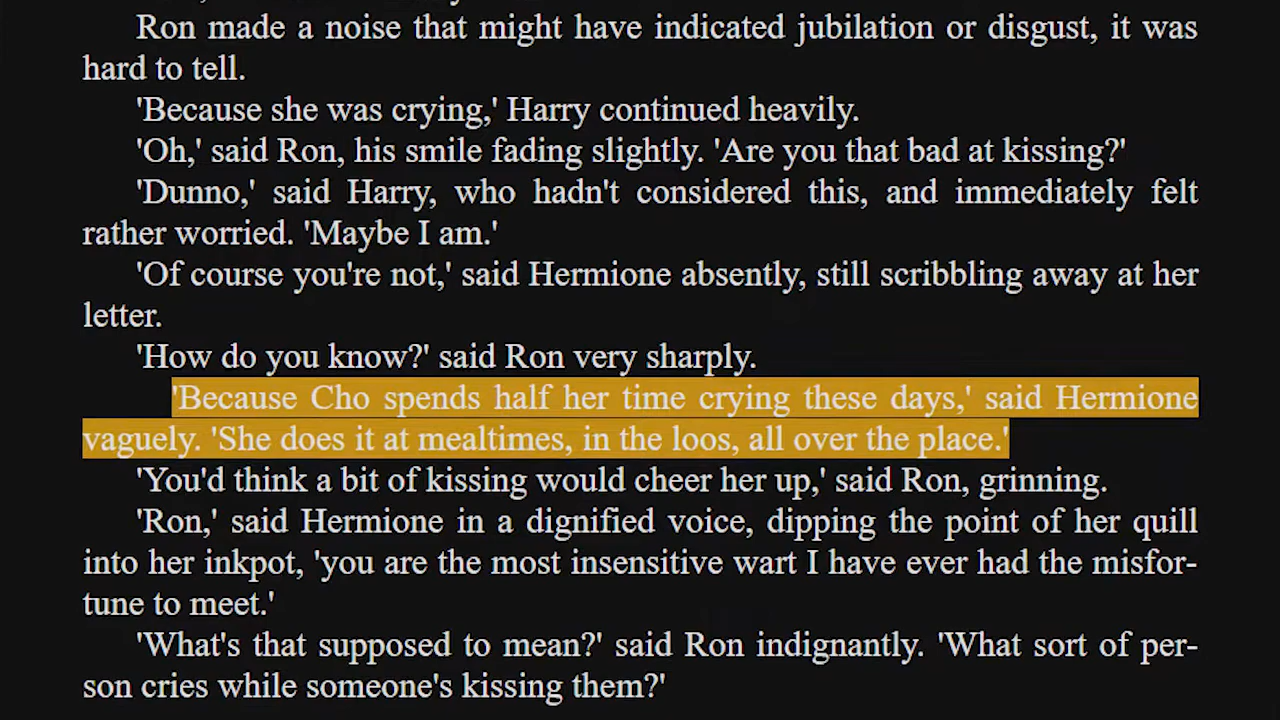 Ron made a noise that might have indicated jubilation or disgust, it was
hard to tell.
'Because she was crying,' Harry continued heavily.
'Oh,' said Ron, his smile fading slightly. 'Are you that bad at kissing?'
'Dunno,' said Harry, who hadn't considered this, and immediately felt
rather worried. 'Maybe I am.'
'Of course you're not,' said Hermione absently, still scribbling away at her
letter.
'How do you know?' said Ron very sharply.
'Because Cho spends half her time crying these days,' said Hermione
vaguely. 'She does it at mealtimes, in the loos, all over the place.'
'You'd think a bit of kissing would cheer her up,' said Ron, grinning.
'Ron,' said Hermione in a dignified voice, dipping the point of her quill
into her inkpot, 'you are the most insensitive wart I have ever had the misfor-
tune to meet.'
'What's that supposed to mean?' said Ron indignantly. 'What sort of per-
son cries while someone's kissing them?'